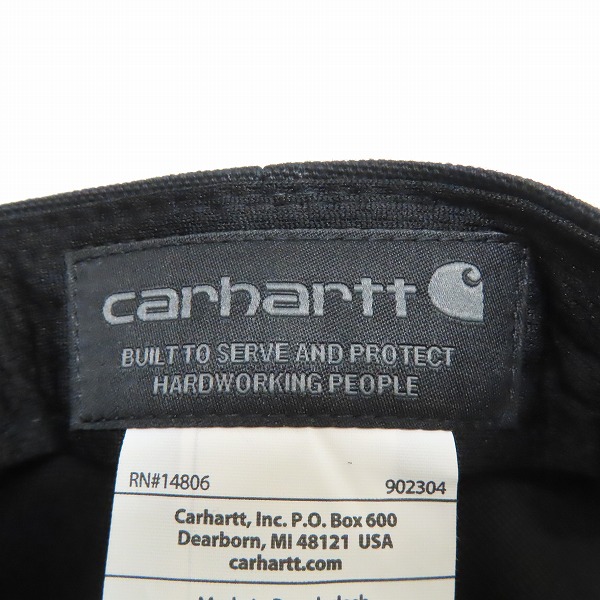 carhartt
BUILT TO SERVE AND PROTECT
HARDWORKING PEOPLE
RN#14806 902304
Carhartt, Inc. P.O. Box 600
Dearborn, MI 48121 USA
carhartt.com